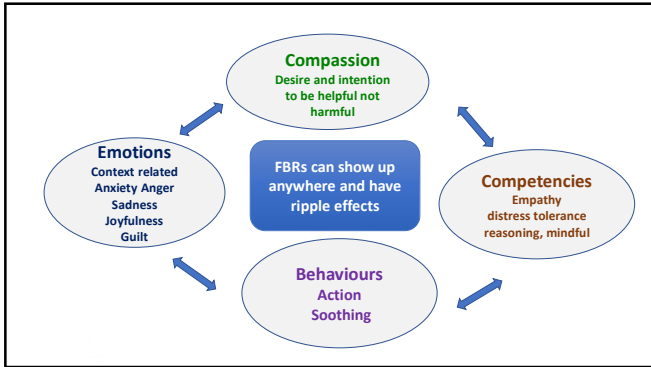 Compassion
Desire and intention
to be helpful not
harmful
Emotions
Context related
Anxiety Anger
Sadness
Joyfulness
Guilt
FBRs can show up
anywhere and have
ripple effects
Competencies
Empathy
distress tolerance
reasoning, mindful
Behaviours
Action
Soothing